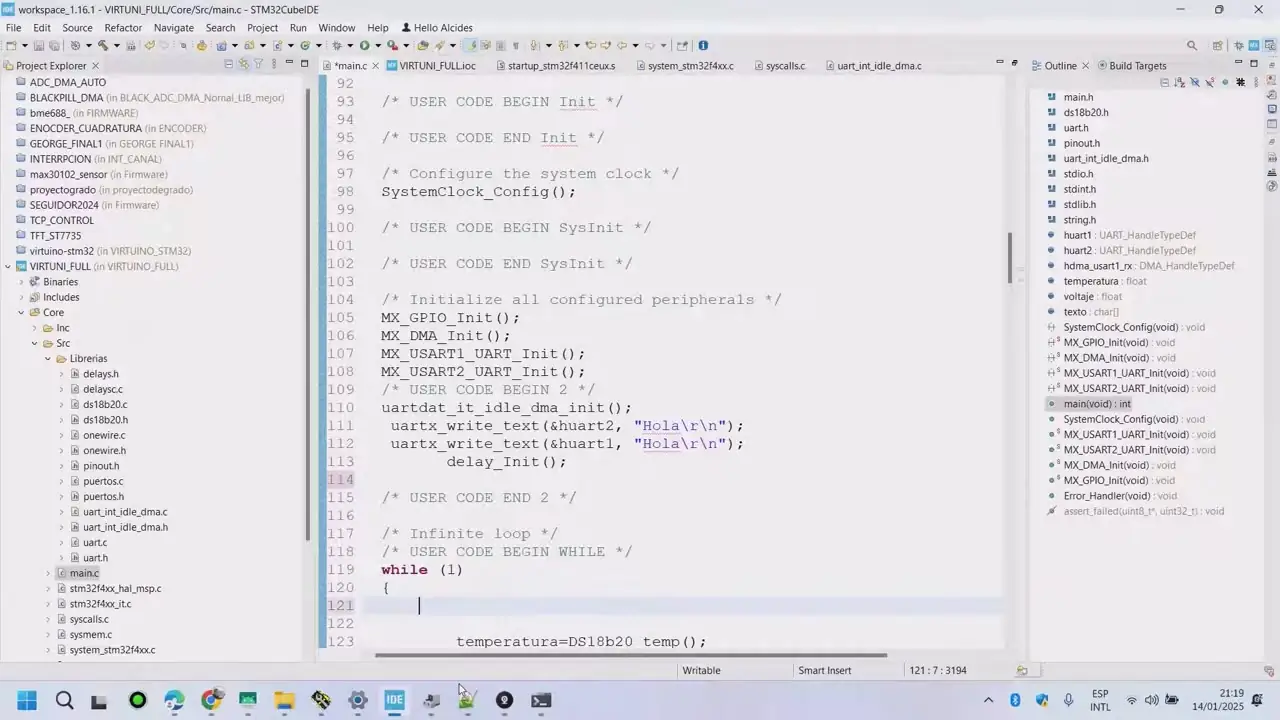 workspace_1.16.1 - VIRTUNI_FULL/Core/Src/main.c - STM32CubeIDE
File Edit Source Refactor Navigate Search Project Run Window Help Hello Alcides
Project Explorer
ADC_DMA_AUTO
BLACKPILL_DMA (in BLACK_ADC_DMA_Nornal_LIB_mejor)
bme688_ (in FIRMWARE)
ENOCDER_CUADRATURA (in ENCODER)
GEORGE_FINAL1 (in GEORGE FINAL1)
INTERRPCION (in INT_CANAL)
max30102_sensor (in Firmware)
proyectogrado (in proyectodegrado)
SEGUIDOR2024 (in Firmware)
TCP_CONTROL
TFT_ST7735
virtuino-stm32 (in VIRTUINO_STM32)
VIRTUNI_FULL (in VIRTUINO_FULL)
Binaries
Includes
Core
Inc
Src
Librerias
delays.h
delaysc.c
ds18b20.c
ds18b20.h
onewire.c
onewire.h
pinout.h
puertos.c
puertos.h
uart_int_idle_dma.c
uart_int_idle_dma.h
uart.c
uart.h
main.c
stm32f4xx_hal_msp.c
stm32f4xx_it.c
syscalls.c
sysmem.c
system_stm32f4xx.c
*main.c VIRTUNI_FULL.ioc startup_stm32f411ceux.s system_stm32f4xx.c syscalls.c uart_int_idle_dma.c
92
93 /* USER CODE BEGIN Init */
94
95 /* USER CODE END Init */
96
97 /* Configure the system clock */
98 SystemClock_Config();
99
100 /* USER CODE BEGIN SysInit */
101
102 /* USER CODE END SysInit */
103
104 /* Initialize all configured peripherals */
105 MX_GPIO_Init();
106 MX_DMA_Init();
107 MX_USART1_UART_Init();
108 MX_USART2_UART_Init();
109 /* USER CODE BEGIN 2 */
110 uartdat_it_idle_dma_init();
111 uartx_write_text(&huart2, "Hola\r\n");
112 uartx_write_text(&huart1, "Hola\r\n");
113 delay_Init();
114
115 /* USER CODE END 2 */
116
117 /* Infinite loop */
118 /* USER CODE BEGIN WHILE */
119 while (1)
120 {
121
122
123 temperatura=DS18b20_temp();
Outline Build Targets
main.h
ds18b20.h
uart.h
pinout.h
uart_int_idle_dma.h
stdio.h
stdint.h
stdlib.h
string.h
huart1 : UART_HandleTypeDef
huart2 : UART_HandleTypeDef
hdma_usart1_rx : DMA_HandleTypeDef
temperatura : float
voltaje : float
texto : char[]
SystemClock_Config(void) : void
MX_GPIO_Init(void) : void
MX_DMA_Init(void) : void
MX_USART1_UART_Init(void) : void
MX_USART2_UART_Init(void) : void
main(void) : int
SystemClock_Config(void) : void
MX_USART1_UART_Init(void) : void
MX_USART2_UART_Init(void) : void
MX_DMA_Init(void) : void
MX_GPIO_Init(void) : void
Error_Handler(void) : void
assert_failed(uint8_t*, uint32_t) : void
Writable Smart Insert 121 : 7 : 3194
IDE
ESP
INTL
21:19
14/01/2025